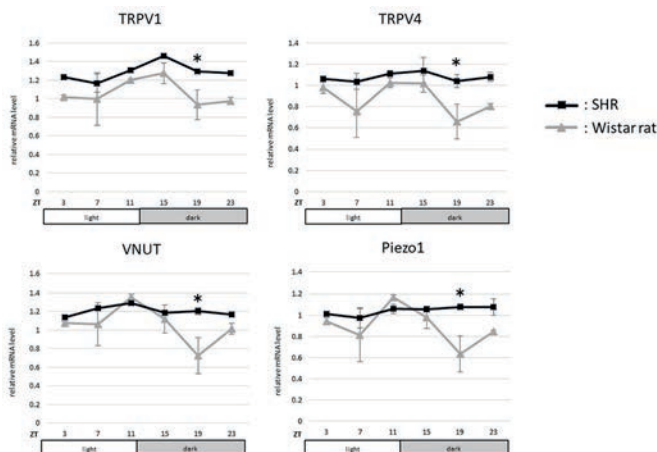 TRPV1
1.6
1.4
1.2
1
0.8
0.6
0.4
0.2
0
relative mRNA level
*
ZT 3 7 11 15 19 23
light dark
TRPV4
1.4
1.2
1
0.8
0.6
0.4
0.2
0
relative mRNA level
*
ZT 3 7 11 15 19 23
light dark
: SHR
: Wistar rat
VNUT
1.6
1.4
1.2
1
0.8
0.6
0.4
0.2
0
relative mRNA level
*
ZT 3 7 11 15 19 23
light dark
Piezo1
1.4
1.2
1
0.8
0.6
0.4
0.2
0
relative mRNA level
*
ZT 3 7 11 15 19 23
light dark